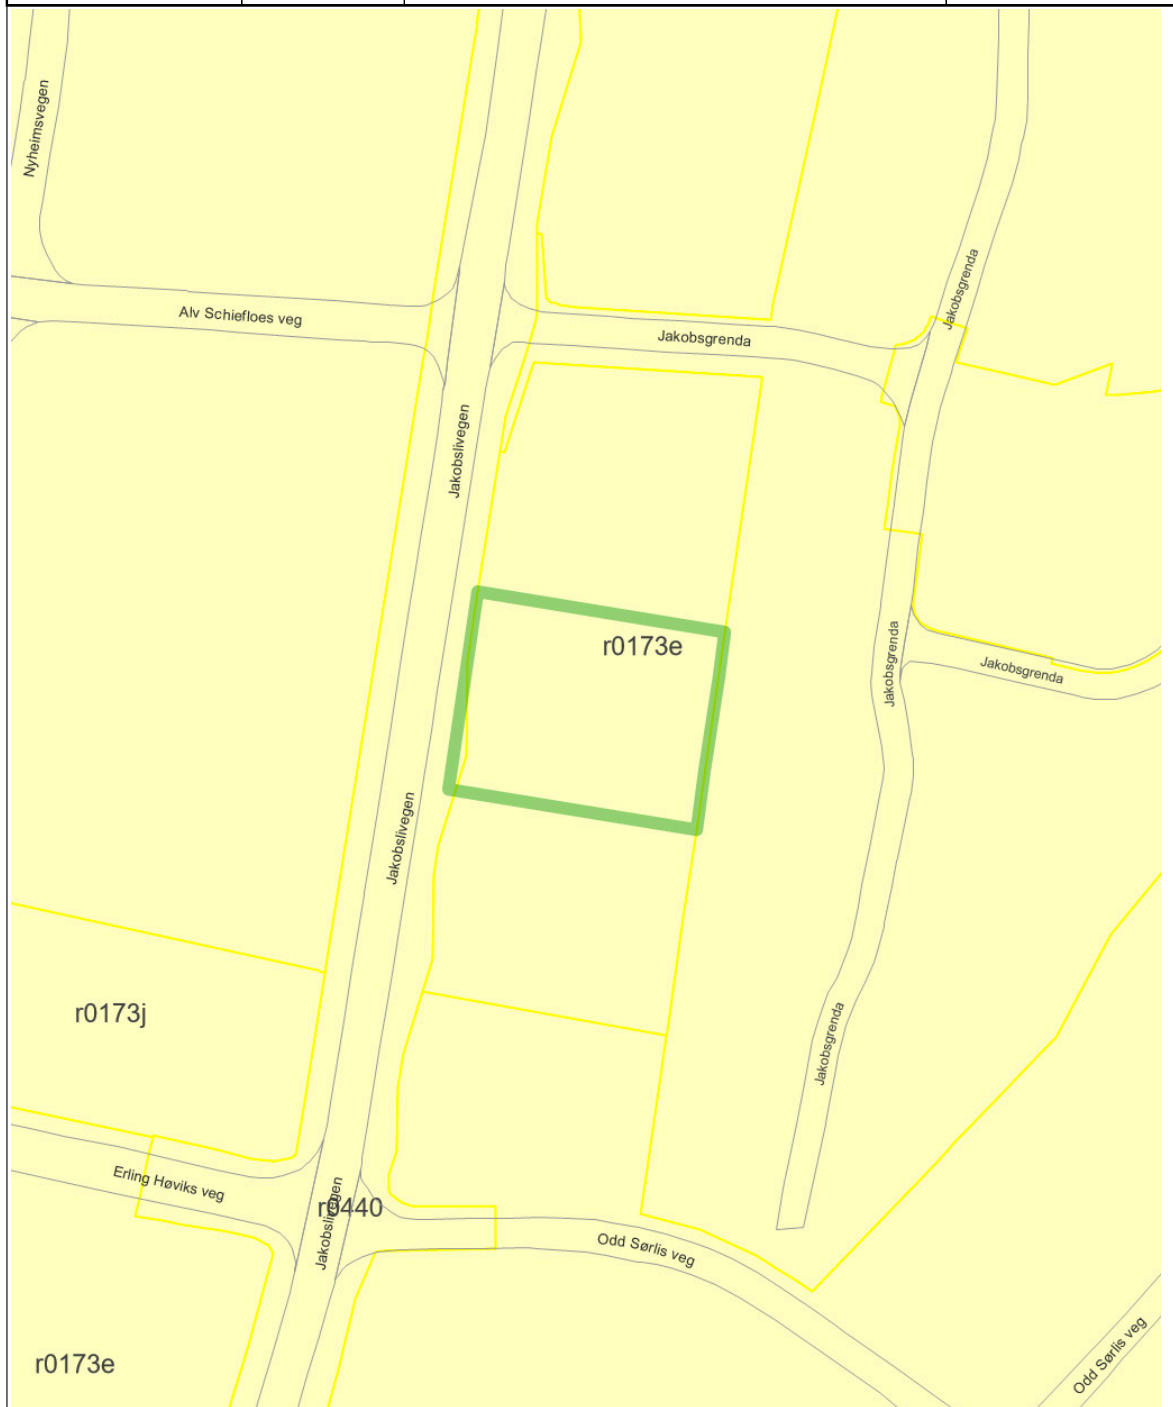 Nyheimsvegen
Alv Schiefloes veg
Jakobsgrenda
Jakobsgrenda
Jakobslivegen
r0173e
Jakobsgrenda
Jakobsgrenda
Jakobslivegen
r0173j
Jakobsgrenda
Erling Høviks veg
Jakobslivegen
r0440
Odd Sørlis veg
r0173e
Odd Sørlis veg